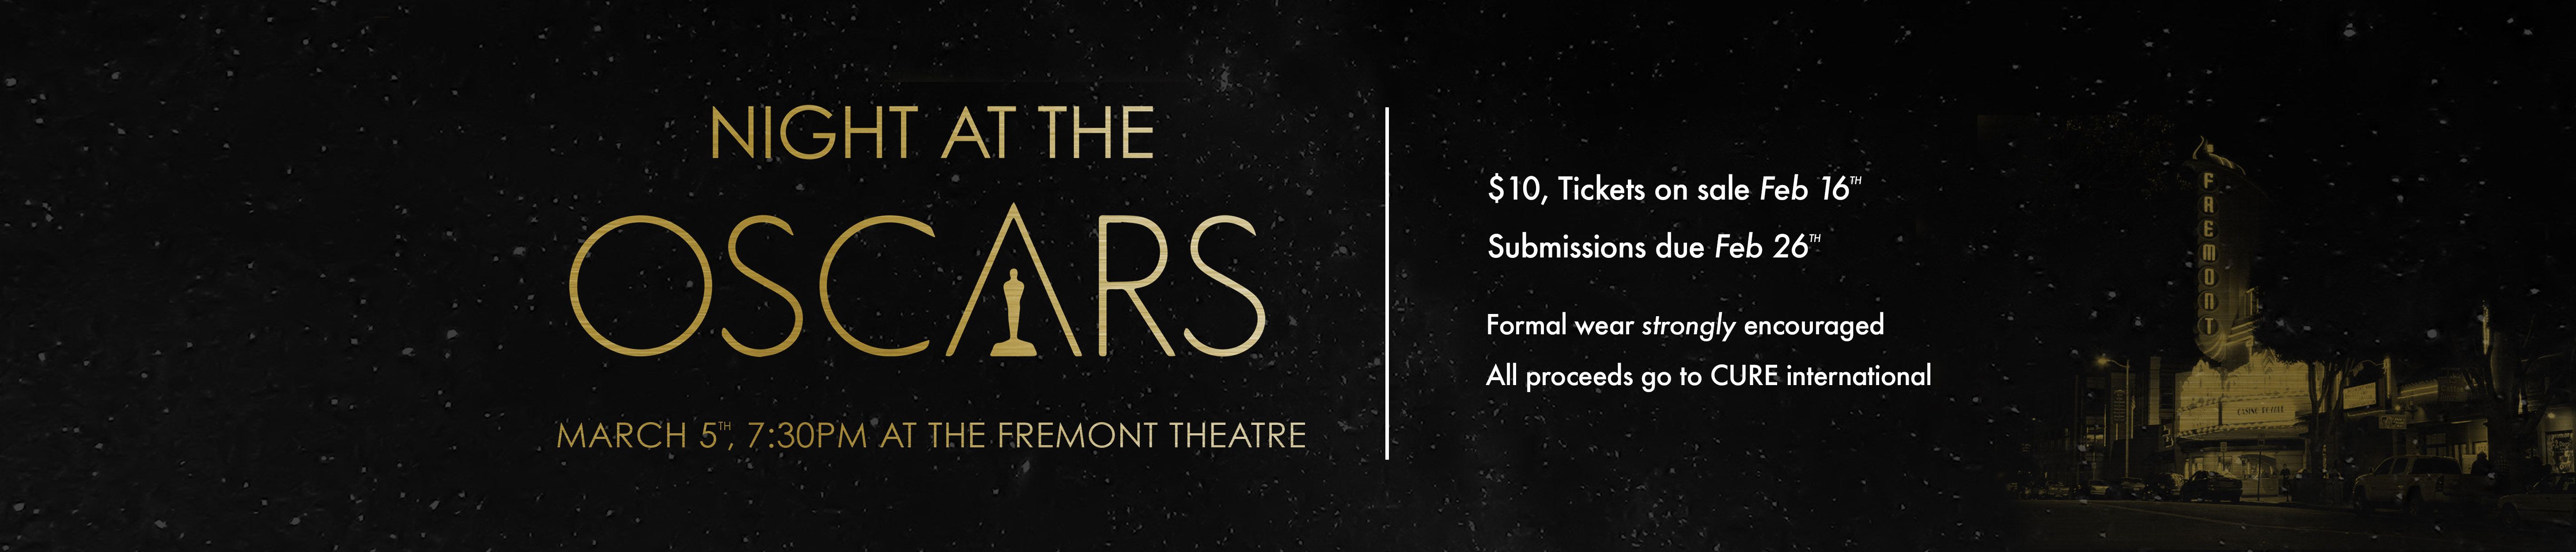 NIGHT AT THE
OSCARS
MARCH 5TH, 7:30PM AT THE FREMONT THEATRE
$10, Tickets on sale Feb 16TH
Submissions due Feb 26TH
Formal wear strongly encouraged
All proceeds go to CURE international
FREMONT